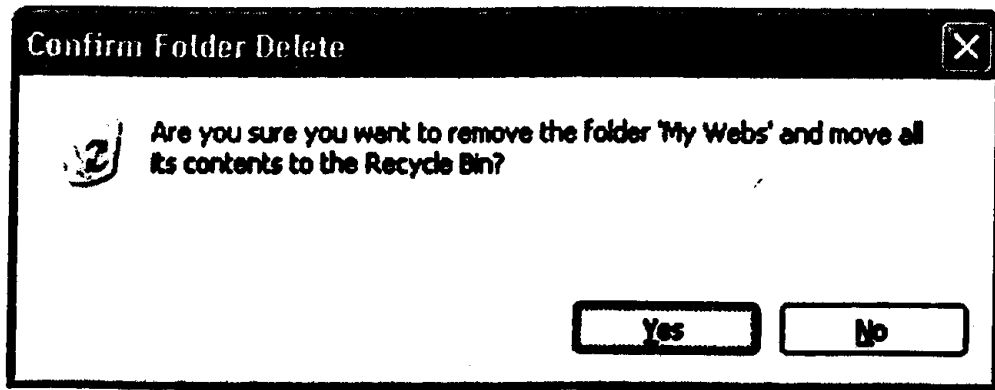 Confirm Folder Delete
Are you sure you want to remove the folder 'My Webs' and move all
its contents to the Recycle Bin?
Yes
No